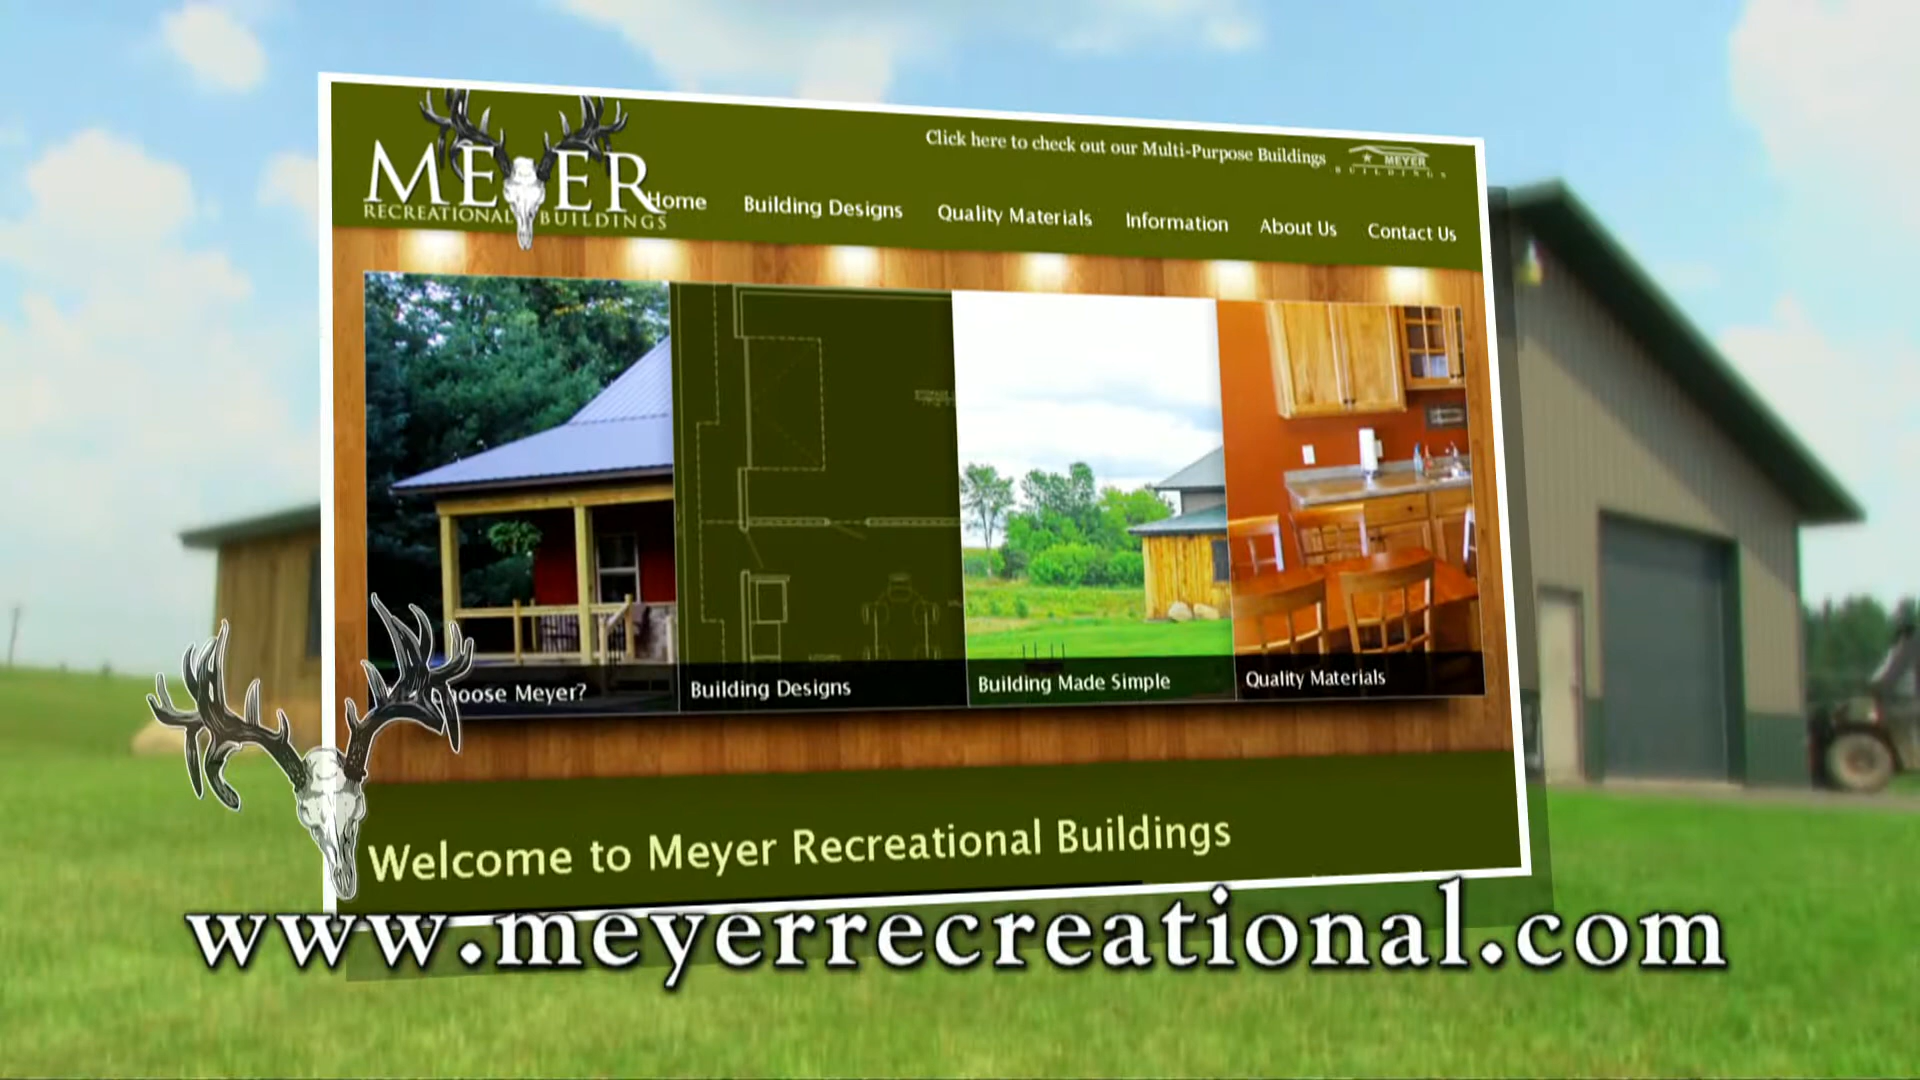 MEYER
RECREATIONAL BUILDINGS
Click here to check out our Multi-Purpose Buildings
MEYER
BUILDINGS
Home Building Designs Quality Materials Information About Us Contact Us
hoose Meyer? Building Designs Building Made Simple Quality Materials
Welcome to Meyer Recreational Buildings
www.meyerrecreational.com